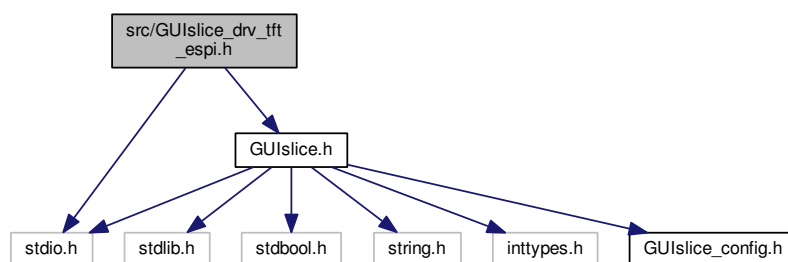 src/GUIslice_drv_tft
_espi.h
GUIslice.h
stdio.h
stdlib.h
stdbool.h
string.h
inttypes.h
GUIslice_config.h